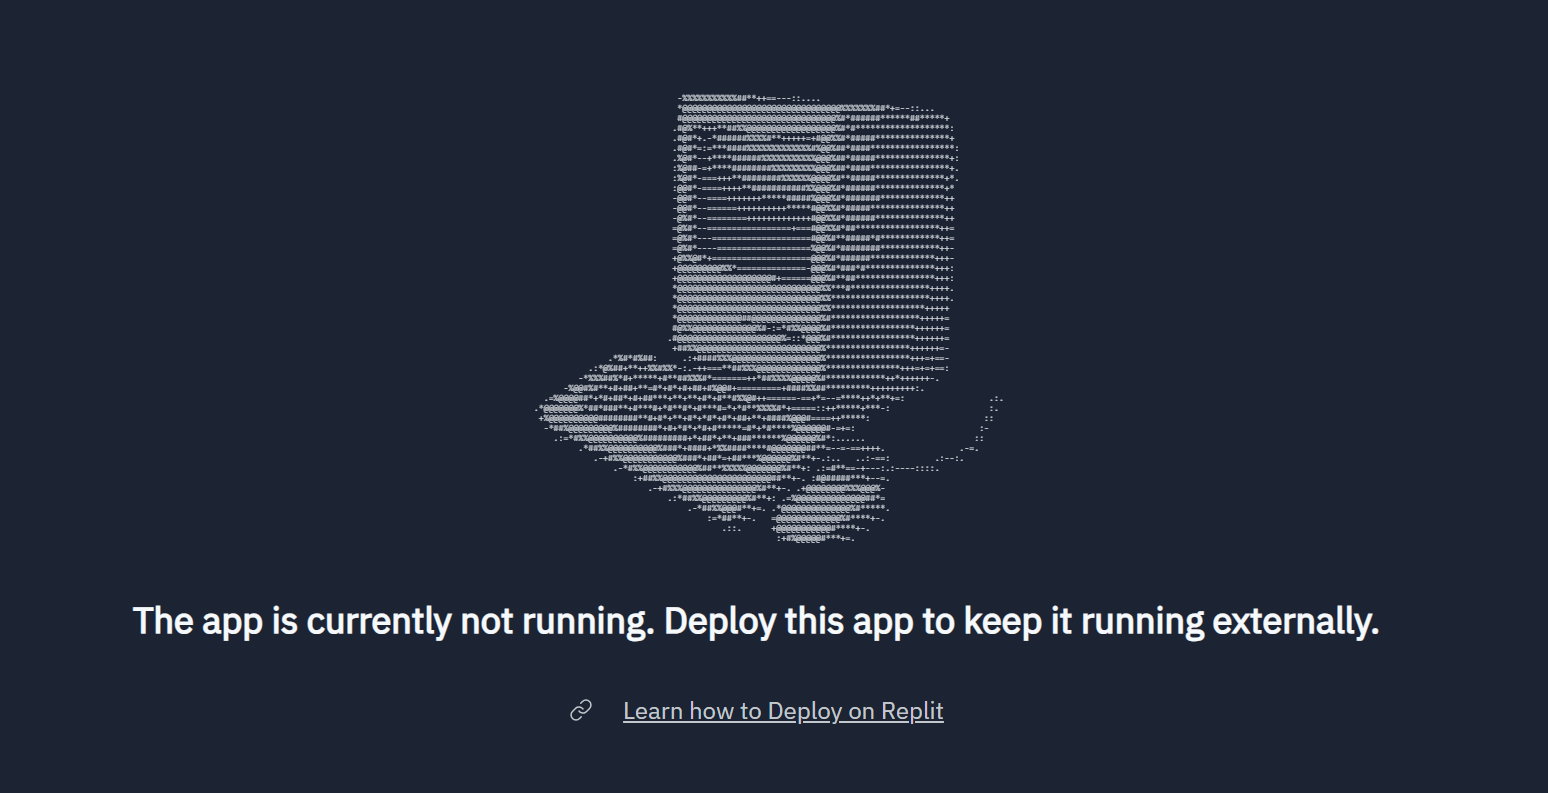 The app is currently not running. Deploy this app to keep it running externally.
Learn how to Deploy on Replit